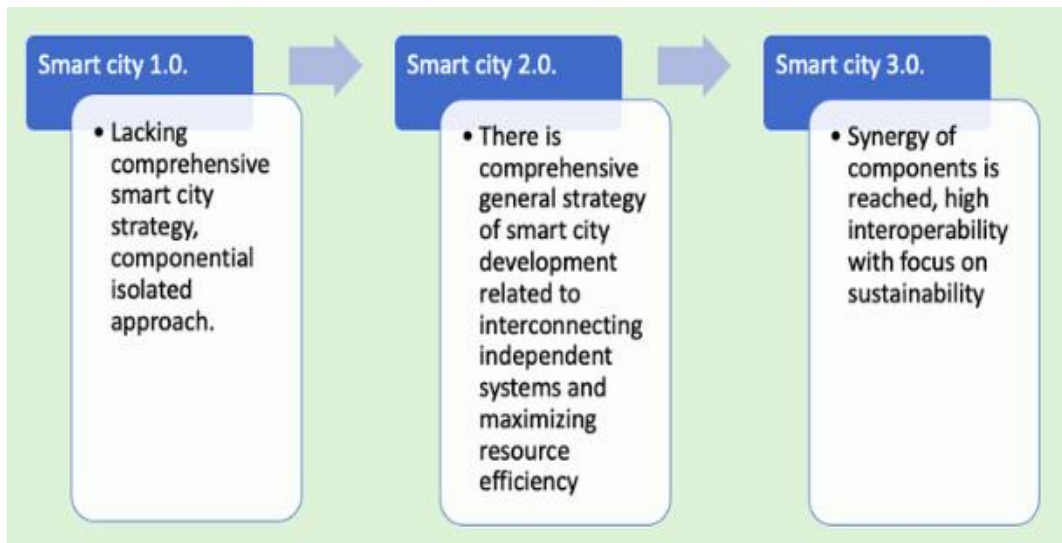 Smart city 1.0.
• Lacking
comprehensive
smart city
strategy,
componential
isolated
approach.
Smart city 2.0.
• There is
comprehensive
general strategy
of smart city
development
related to
interconnecting
independent
systems and
maximizing
resource
efficiency
Smart city 3.0.
• Synergy of
components is
reached, high
interoperability
with focus on
sustainability